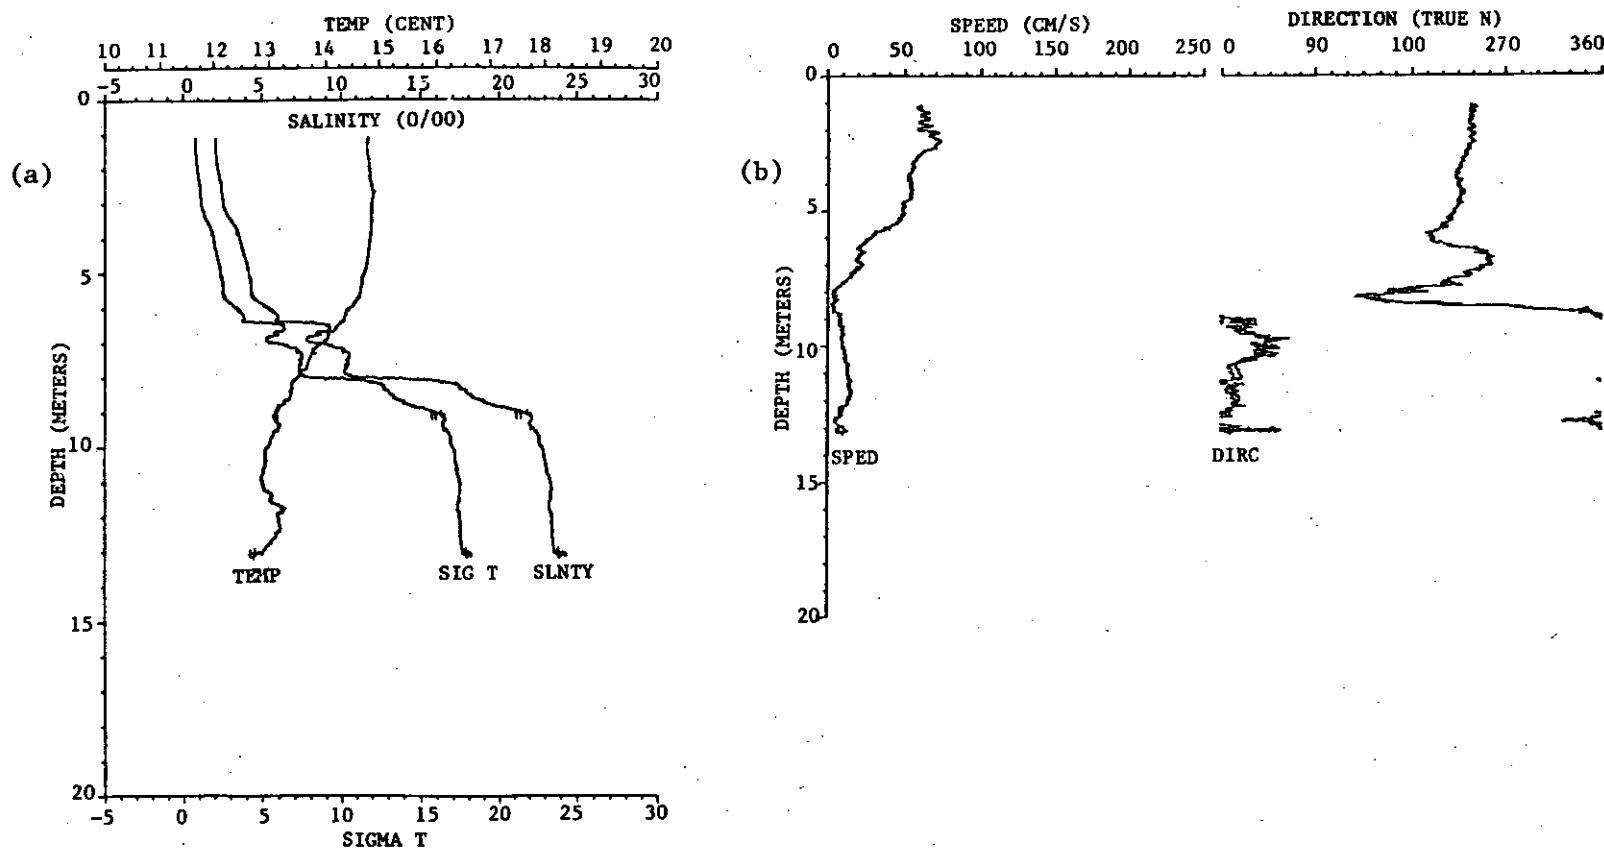 TEMP (CENT)
10 11 12 13 14 15 16 17 18 19 20
-5 0 5 10 15 20 25 30
SALINITY (0/00)
(a)
0
5
10
15
20
DEPTH (METERS)
TEMP SIG T SLNTY
-5 0 5 10 15 20 25 30
SIGMA T
SPEED (CM/S)
0 50 100 150 200 250
(b)
0
5
10
15
20
DEPTH (METERS)
SPED
DIRECTION (TRUE N)
0 90 100 270 360
DIRC